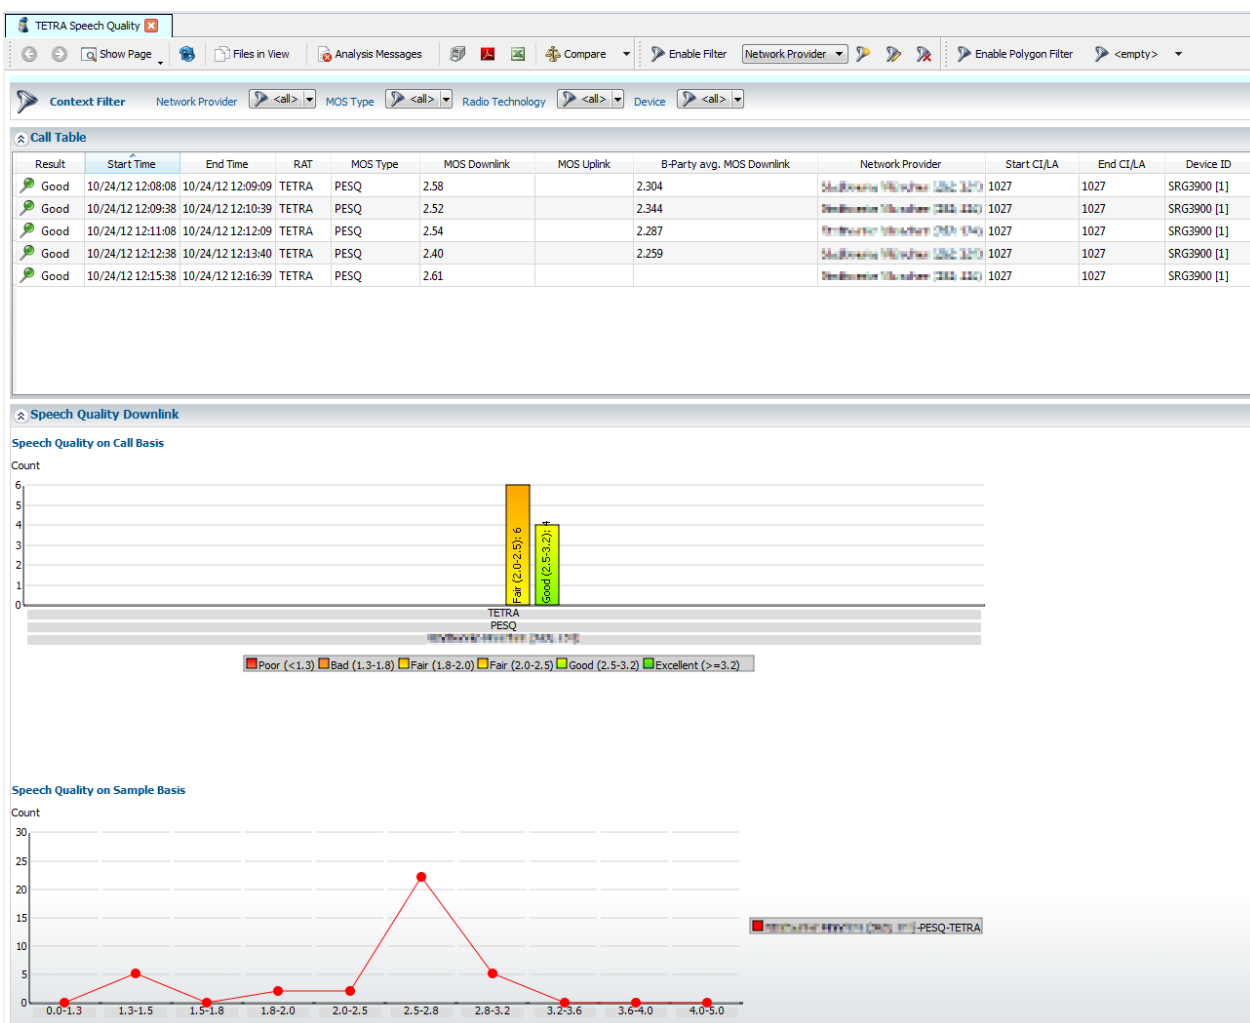 TETRA Speech Quality
Show Page Files in View Analysis Messages Compare Enable Filter Network Provider Enable Polygon Filter <empty>
Context Filter Network Provider <all> MOS Type <all> Radio Technology <all> Device <all>
Call Table
Result Start Time End Time RAT MOS Type MOS Downlink MOS Uplink B-Party avg. MOS Downlink Network Provider Start CI/LA End CI/LA Device ID
Good 10/24/12 12:08:08 10/24/12 12:09:09 TETRA PESQ 2.58 2.304 1027 1027 SRG3900 [1]
Good 10/24/12 12:09:38 10/24/12 12:10:39 TETRA PESQ 2.52 2.344 1027 1027 SRG3900 [1]
Good 10/24/12 12:11:08 10/24/12 12:12:09 TETRA PESQ 2.54 2.287 1027 1027 SRG3900 [1]
Good 10/24/12 12:12:38 10/24/12 12:13:40 TETRA PESQ 2.40 2.259 1027 1027 SRG3900 [1]
Good 10/24/12 12:15:38 10/24/12 12:16:39 TETRA PESQ 2.61 1027 1027 SRG3900 [1]
Speech Quality Downlink
Speech Quality on Call Basis
Count
6
5
4
3
2
1
0
Fair (2.0-2.5): 6
Good (2.5-3.2): 4
TETRA
PESQ
Poor (<1.3) Bad (1.3-1.8) Fair (1.8-2.0) Fair (2.0-2.5) Good (2.5-3.2) Excellent (>=3.2)
Speech Quality on Sample Basis
Count
30
25
20
15
10
5
0
0.0-1.3 1.3-1.5 1.5-1.8 1.8-2.0 2.0-2.5 2.5-2.8 2.8-3.2 3.2-3.6 3.6-4.0 4.0-5.0
-PESQ-TETRA